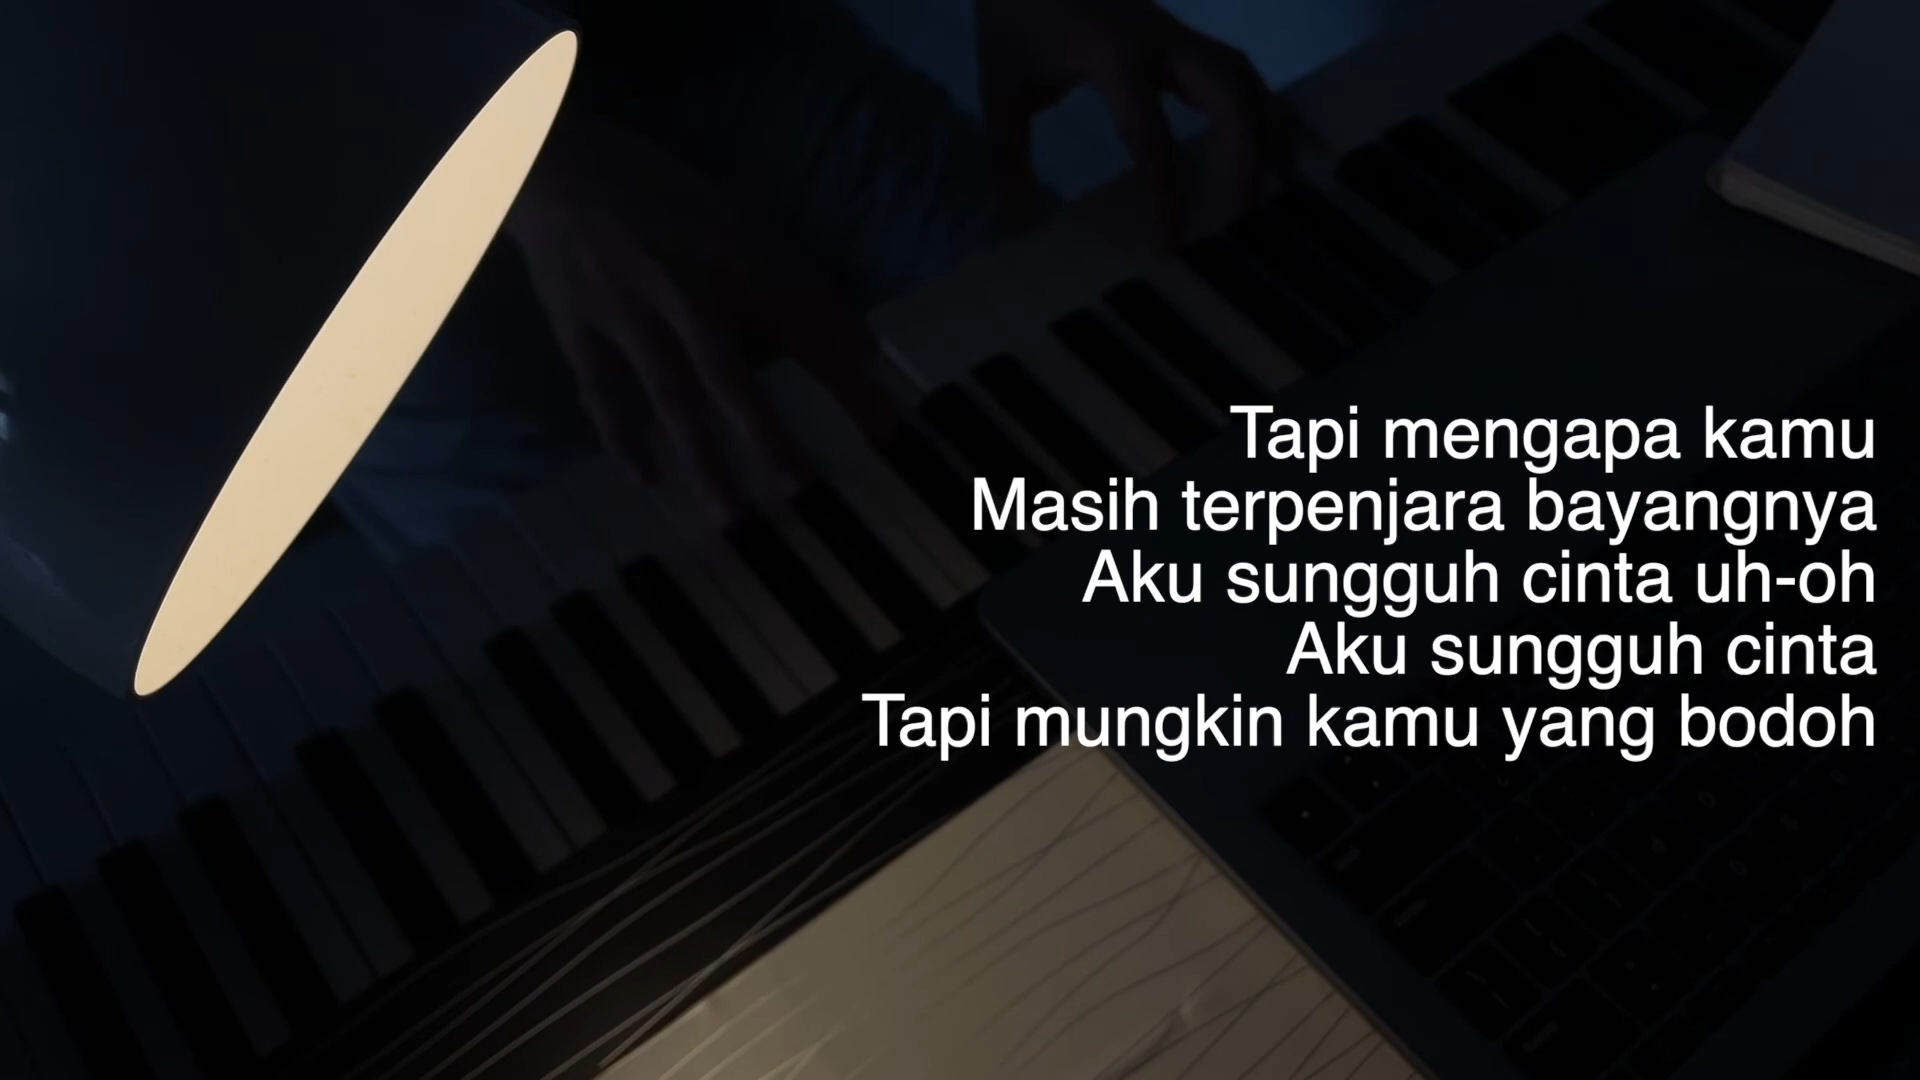 Tapi mengapa kamu
Masih terpenjara bayangnya
Aku sungguh cinta uh-oh
Aku sungguh cinta
Tapi mungkin kamu yang bodoh